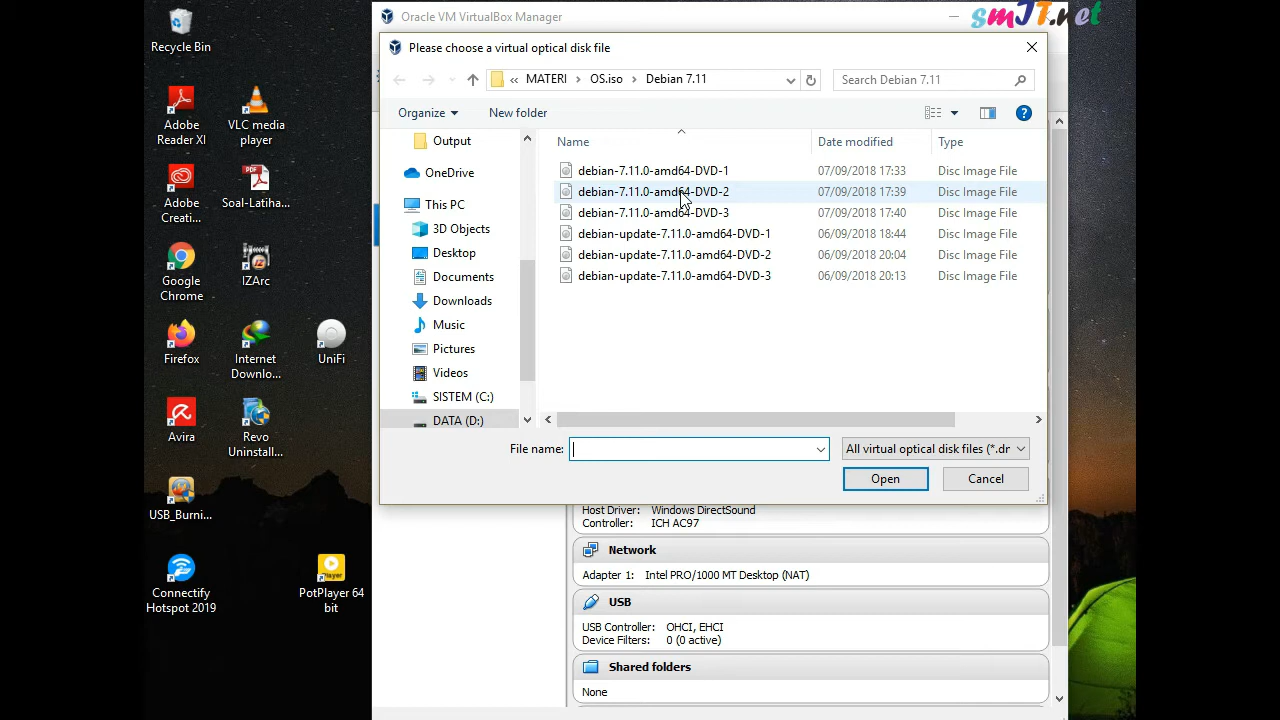 Recycle Bin
Adobe
Reader XI
VLC media
player
Adobe
Creati...
Soal-Latiha...
Google
Chrome
IZArc
Firefox
Internet
Downlo...
UniFi
Avira
Revo
Uninstall...
USB_Burni...
Connectify
Hotspot 2019
PotPlayer 64
bit
Oracle VM VirtualBox Manager
smJT.net
Please choose a virtual optical disk file
« MATERI > OS.iso > Debian 7.11
Search Debian 7.11
Organize
New folder
Output
OneDrive
This PC
3D Objects
Desktop
Documents
Downloads
Music
Pictures
Videos
SISTEM (C:)
DATA (D:)
Name Date modified Type
debian-7.11.0-amd64-DVD-1 07/09/2018 17:33 Disc Image File
debian-7.11.0-amd64-DVD-2 07/09/2018 17:39 Disc Image File
debian-7.11.0-amd64-DVD-3 07/09/2018 17:40 Disc Image File
debian-update-7.11.0-amd64-DVD-1 06/09/2018 18:44 Disc Image File
debian-update-7.11.0-amd64-DVD-2 06/09/2018 20:04 Disc Image File
debian-update-7.11.0-amd64-DVD-3 06/09/2018 20:13 Disc Image File
File name:
All virtual optical disk files (*.dr
Open
Cancel
Host Driver: Windows DirectSound
Controller: ICH AC97
Network
Adapter 1: Intel PRO/1000 MT Desktop (NAT)
USB
USB Controller: OHCI, EHCI
Device Filters: 0 (0 active)
Shared folders
None